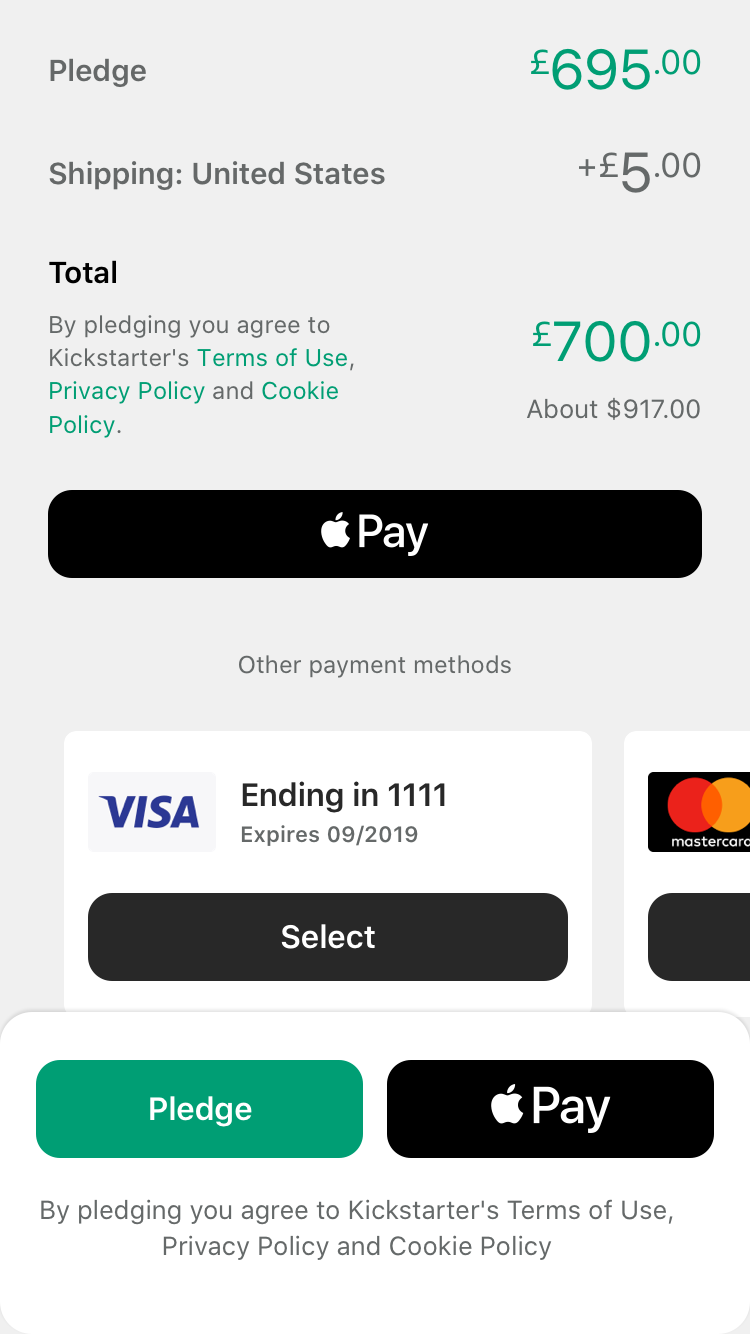 Pledge £695.00
Shipping: United States +£5.00
Total
By pledging you agree to
Kickstarter's Terms of Use,
Privacy Policy and Cookie
Policy.
£700.00
About $917.00
Pay
Other payment methods
VISA
Ending in 1111
Expires 09/2019
Select
mastercard
Pledge
Pay
By pledging you agree to Kickstarter's Terms of Use,
Privacy Policy and Cookie Policy